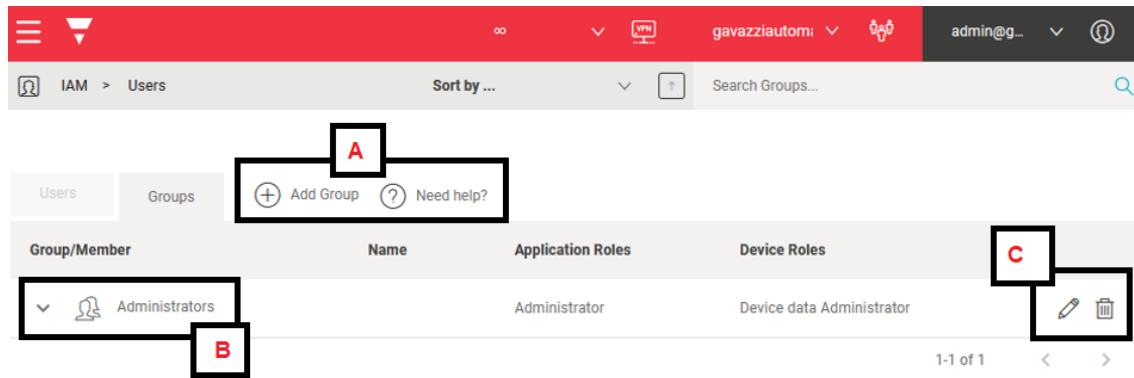 ∞ VPN gavazziautom: admin@g...
IAM > Users Sort by ... Search Groups...
A
Users Groups Add Group ? Need help?
Group/Member Name Application Roles Device Roles
C
Administrators Administrator Device data Administrator
B
1-1 of 1 < >